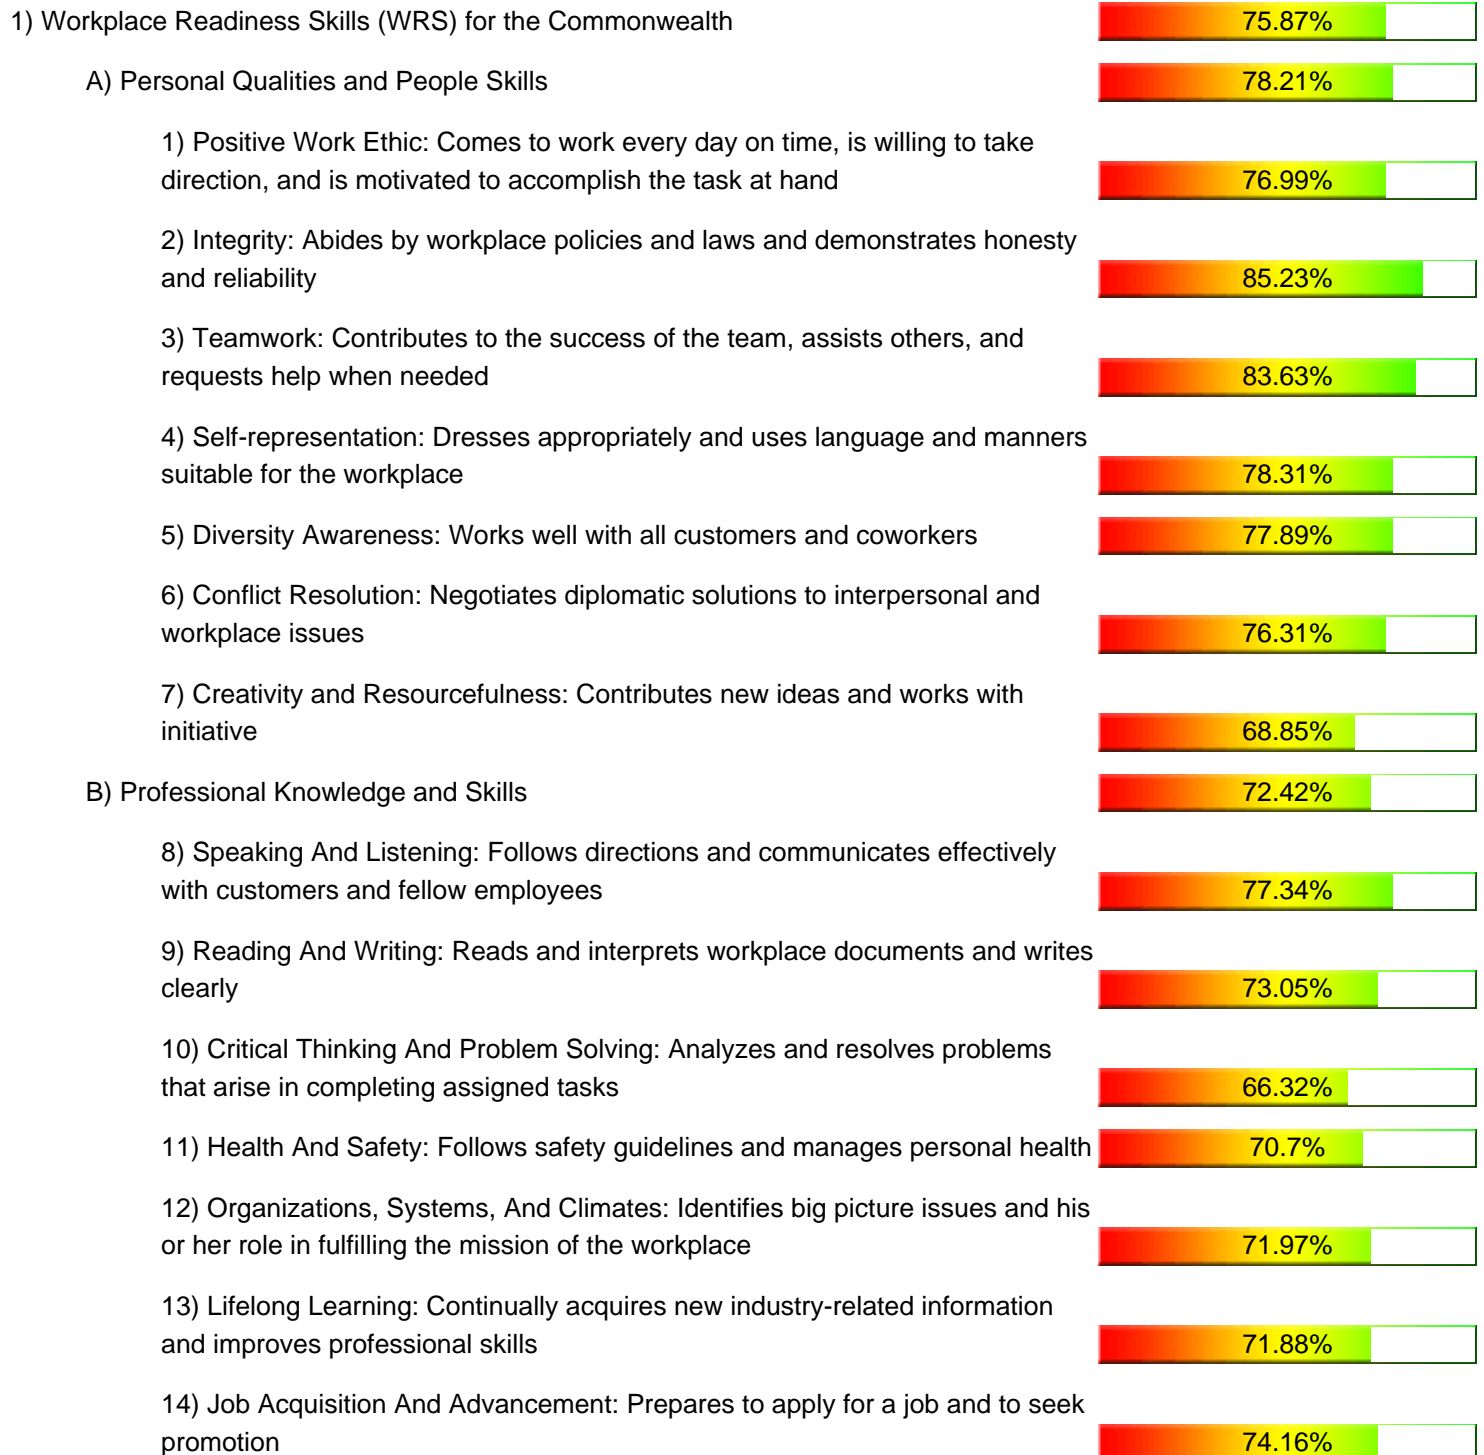 1) Workplace Readiness Skills (WRS) for the Commonwealth 75.87%
A) Personal Qualities and People Skills 78.21%
1) Positive Work Ethic: Comes to work every day on time, is willing to take
direction, and is motivated to accomplish the task at hand 76.99%
2) Integrity: Abides by workplace policies and laws and demonstrates honesty
and reliability 85.23%
3) Teamwork: Contributes to the success of the team, assists others, and
requests help when needed 83.63%
4) Self-representation: Dresses appropriately and uses language and manners
suitable for the workplace 78.31%
5) Diversity Awareness: Works well with all customers and coworkers 77.89%
6) Conflict Resolution: Negotiates diplomatic solutions to interpersonal and
workplace issues 76.31%
7) Creativity and Resourcefulness: Contributes new ideas and works with
initiative 68.85%
B) Professional Knowledge and Skills 72.42%
8) Speaking And Listening: Follows directions and communicates effectively
with customers and fellow employees 77.34%
9) Reading And Writing: Reads and interprets workplace documents and writes
clearly 73.05%
10) Critical Thinking And Problem Solving: Analyzes and resolves problems
that arise in completing assigned tasks 66.32%
11) Health And Safety: Follows safety guidelines and manages personal health 70.7%
12) Organizations, Systems, And Climates: Identifies big picture issues and his
or her role in fulfilling the mission of the workplace 71.97%
13) Lifelong Learning: Continually acquires new industry-related information
and improves professional skills 71.88%
14) Job Acquisition And Advancement: Prepares to apply for a job and to seek
promotion 74.16%